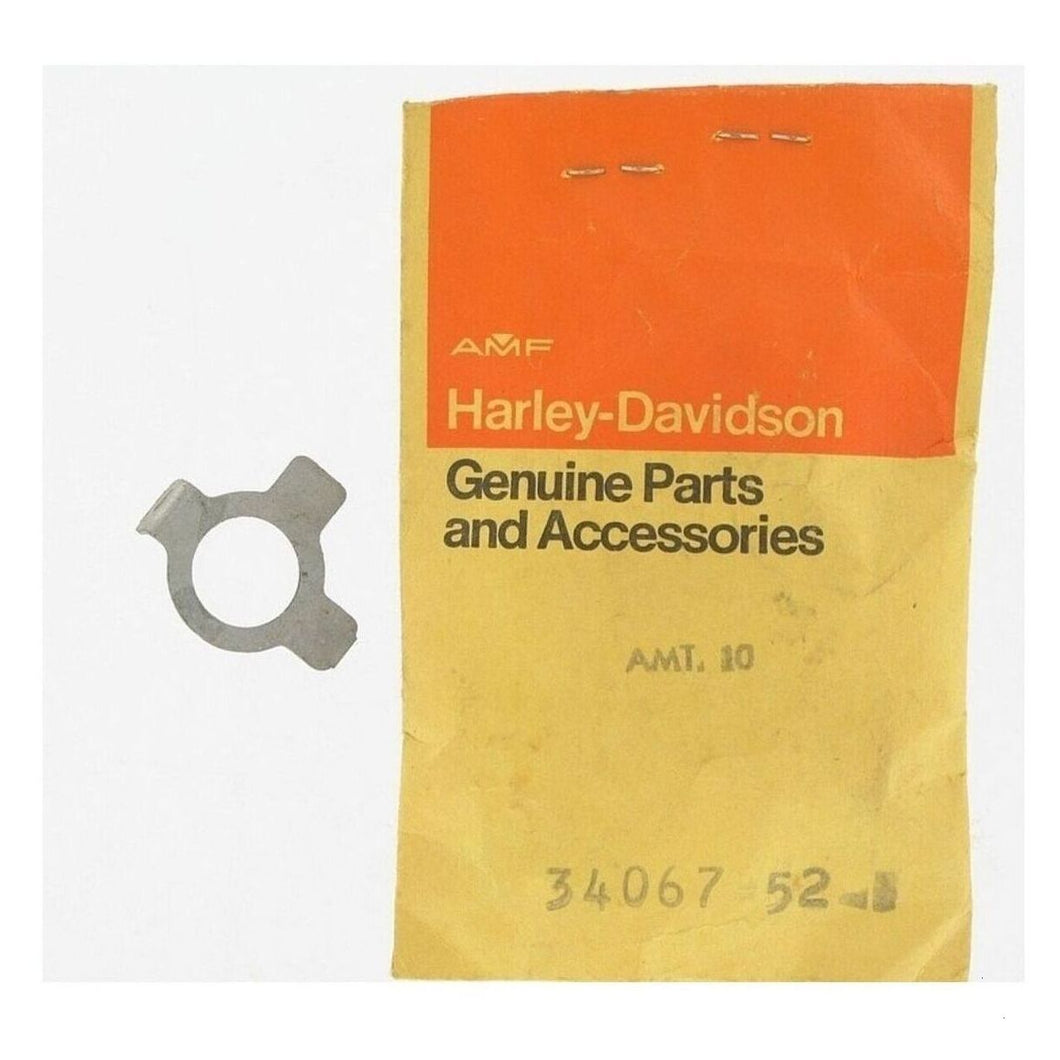 AMF
Harley-Davidson
Genuine Parts
and Accessories
AMT. 10
34067 52